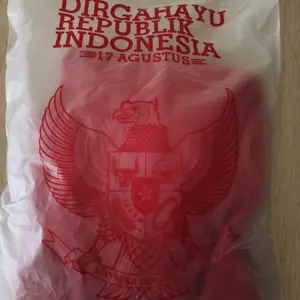 DIRGAHAYU
REPUBLIK
INDONESIA
17 AGUSTUS